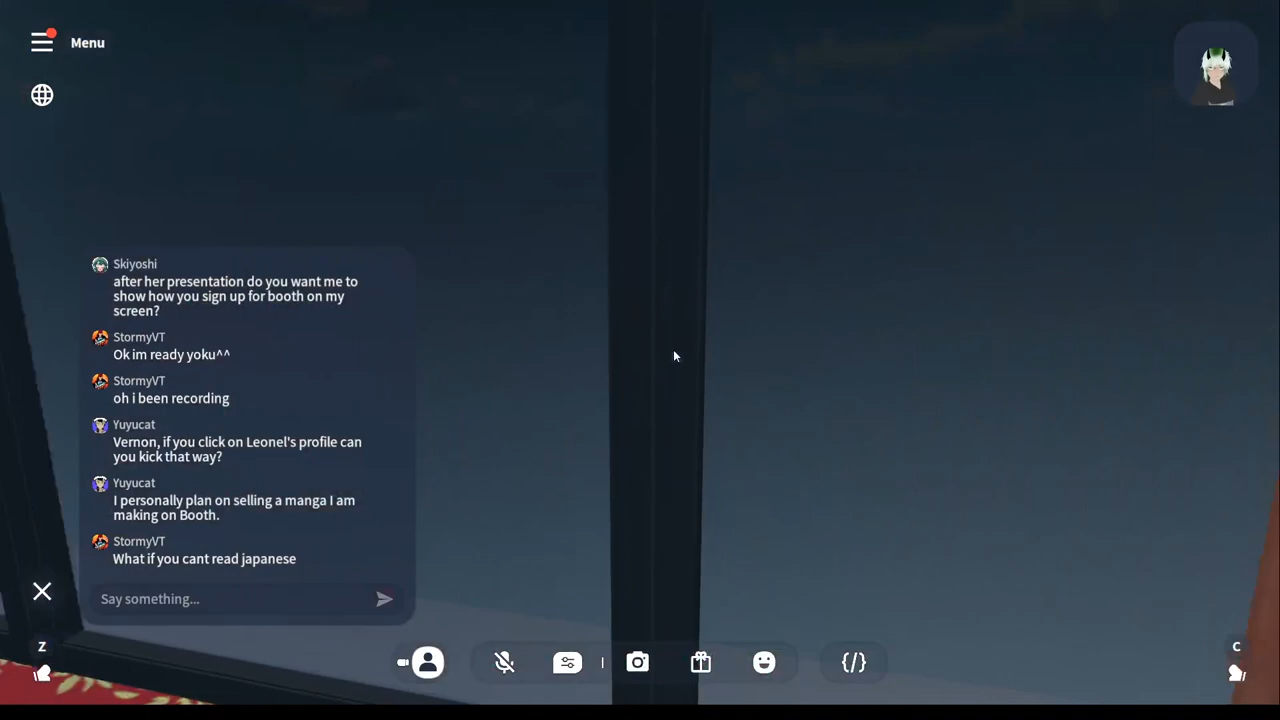 Menu
Skiyoshi
after her presentation do you want me to
show how you sign up for booth on my
screen?
StormyVT
Ok im ready yoku^^
StormyVT
oh i been recording
Yuyucat
Vernon, if you click on Leonel's profile can
you kick that way?
Yuyucat
I personally plan on selling a manga I am
making on Booth.
StormyVT
What if you cant read japanese
Say something...
Z
C
{/}